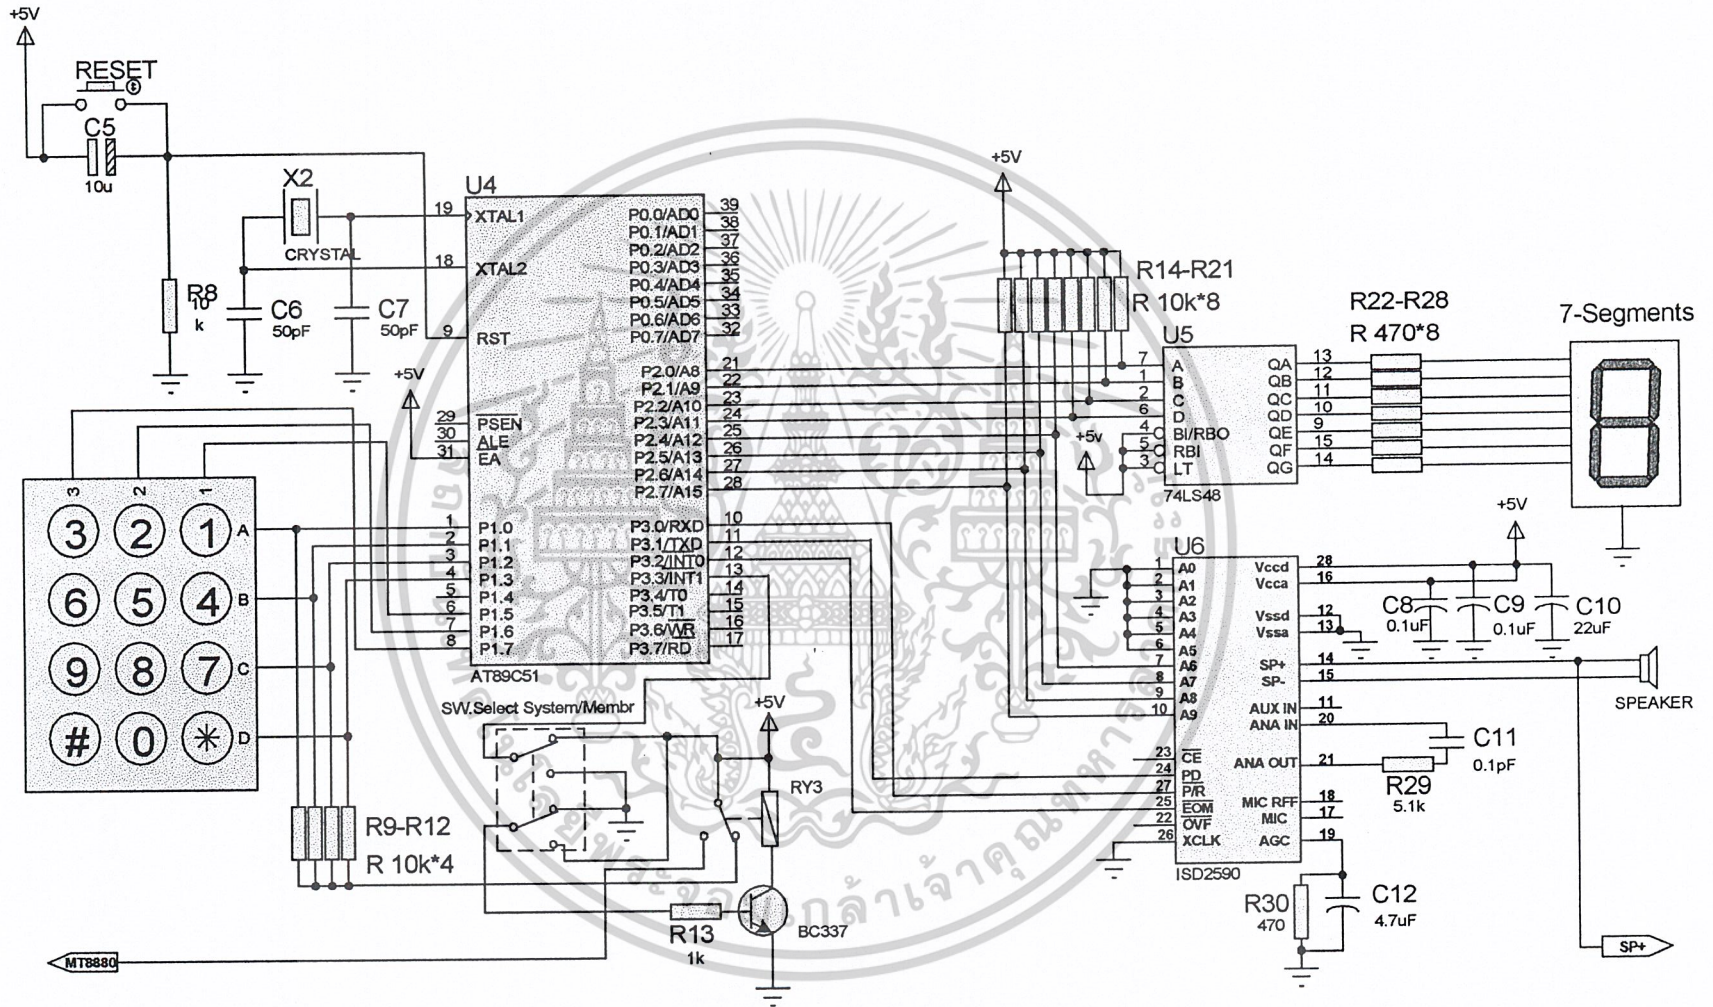 +5V
RESET
C5
10u
R8
10
k
X2
CRYSTAL
C6
50pF
C7
50pF
U4
19 XTAL1
18 XTAL2
9 RST
+5V
29 PSEN
30 ALE
31 EA
1 P1.0
2 P1.1
3 P1.2
4 P1.3
5 P1.4
6 P1.5
7 P1.6
8 P1.7
P0.0/AD0 39
P0.1/AD1 38
P0.2/AD2 37
P0.3/AD3 36
P0.4/AD4 35
P0.5/AD5 34
P0.6/AD6 33
P0.7/AD7 32
P2.0/A8 21
P2.1/A9 22
P2.2/A10 23
P2.3/A11 24
P2.4/A12 25
P2.5/A13 26
P2.6/A14 27
P2.7/A15 28
P3.0/RXD 10
P3.1/TXD 11
P3.2/INT0 12
P3.3/INT1 13
P3.4/T0 14
P3.5/T1 15
P3.6/WR 16
P3.7/RD 17
AT89C51
3 2 1
3 2 1 A
6 5 4 B
9 8 7 C
# 0 * D
R9-R12
R 10k*4
SW.Select System/Membr
+5V
RY3
R13
1k
BC337
MT8880
+5V
R14-R21
R 10k*8
U5
7 A
1 B
2 C
6 D
4 BI/RBO
5 RBI
3 LT
+5v
QA 13
QB 12
QC 11
QD 10
QE 9
QF 15
QG 14
74LS48
R22-R28
R 470*8
7-Segments
U6
1 A0
2 A1
3 A2
4 A3
5 A4
6 A5
7 A6
8 A7
9 A8
10 A9
23 CE
24 PD
27 P/R
25 EOM
22 OVF
26 XCLK
Vccd 28
Vcca 16
Vssd 12
Vssa 13
SP+ 14
SP- 15
AUX IN 11
ANA IN 20
ANA OUT 21
MIC RFF 18
MIC 17
AGC 19
ISD2590
+5V
C8
0.1uF
C9
0.1uF
C10
22uF
SPEAKER
C11
0.1pF
R29
5.1k
R30
470
C12
4.7uF
SP+